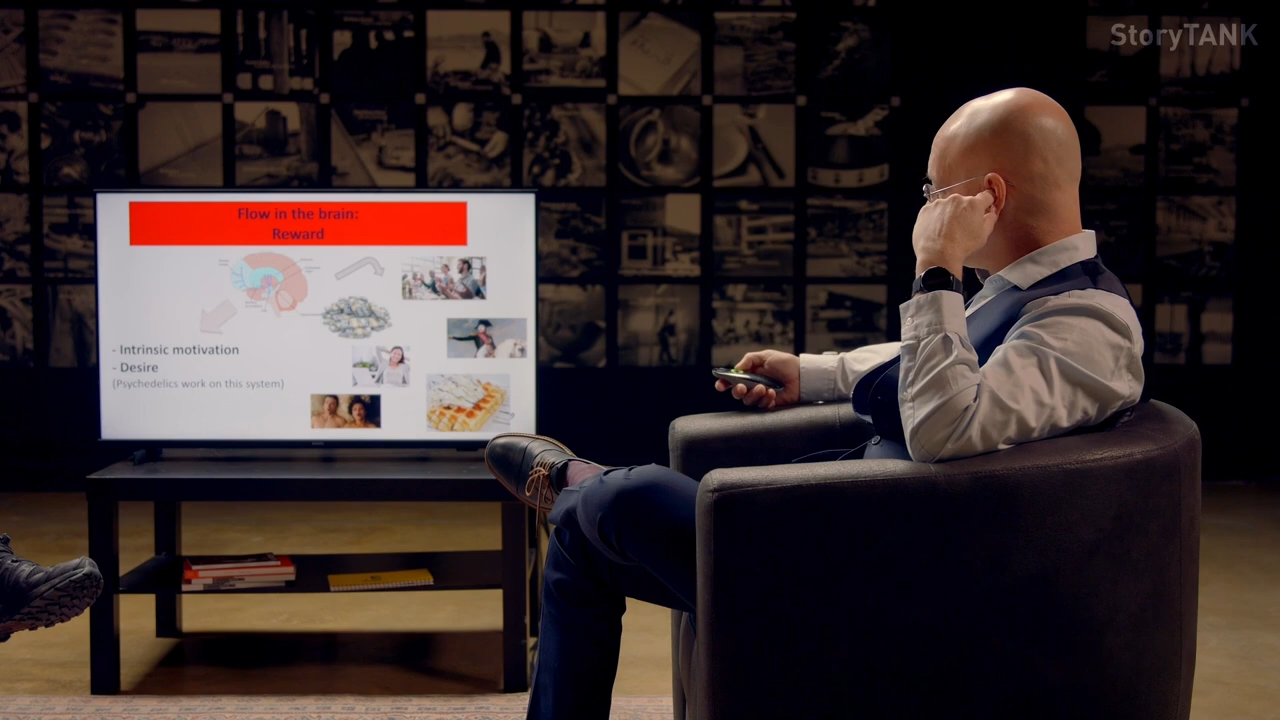 StoryTANK
Flow in the brain:
Reward
- Intrinsic motivation
- Desire
(Psychedelics work on this system)